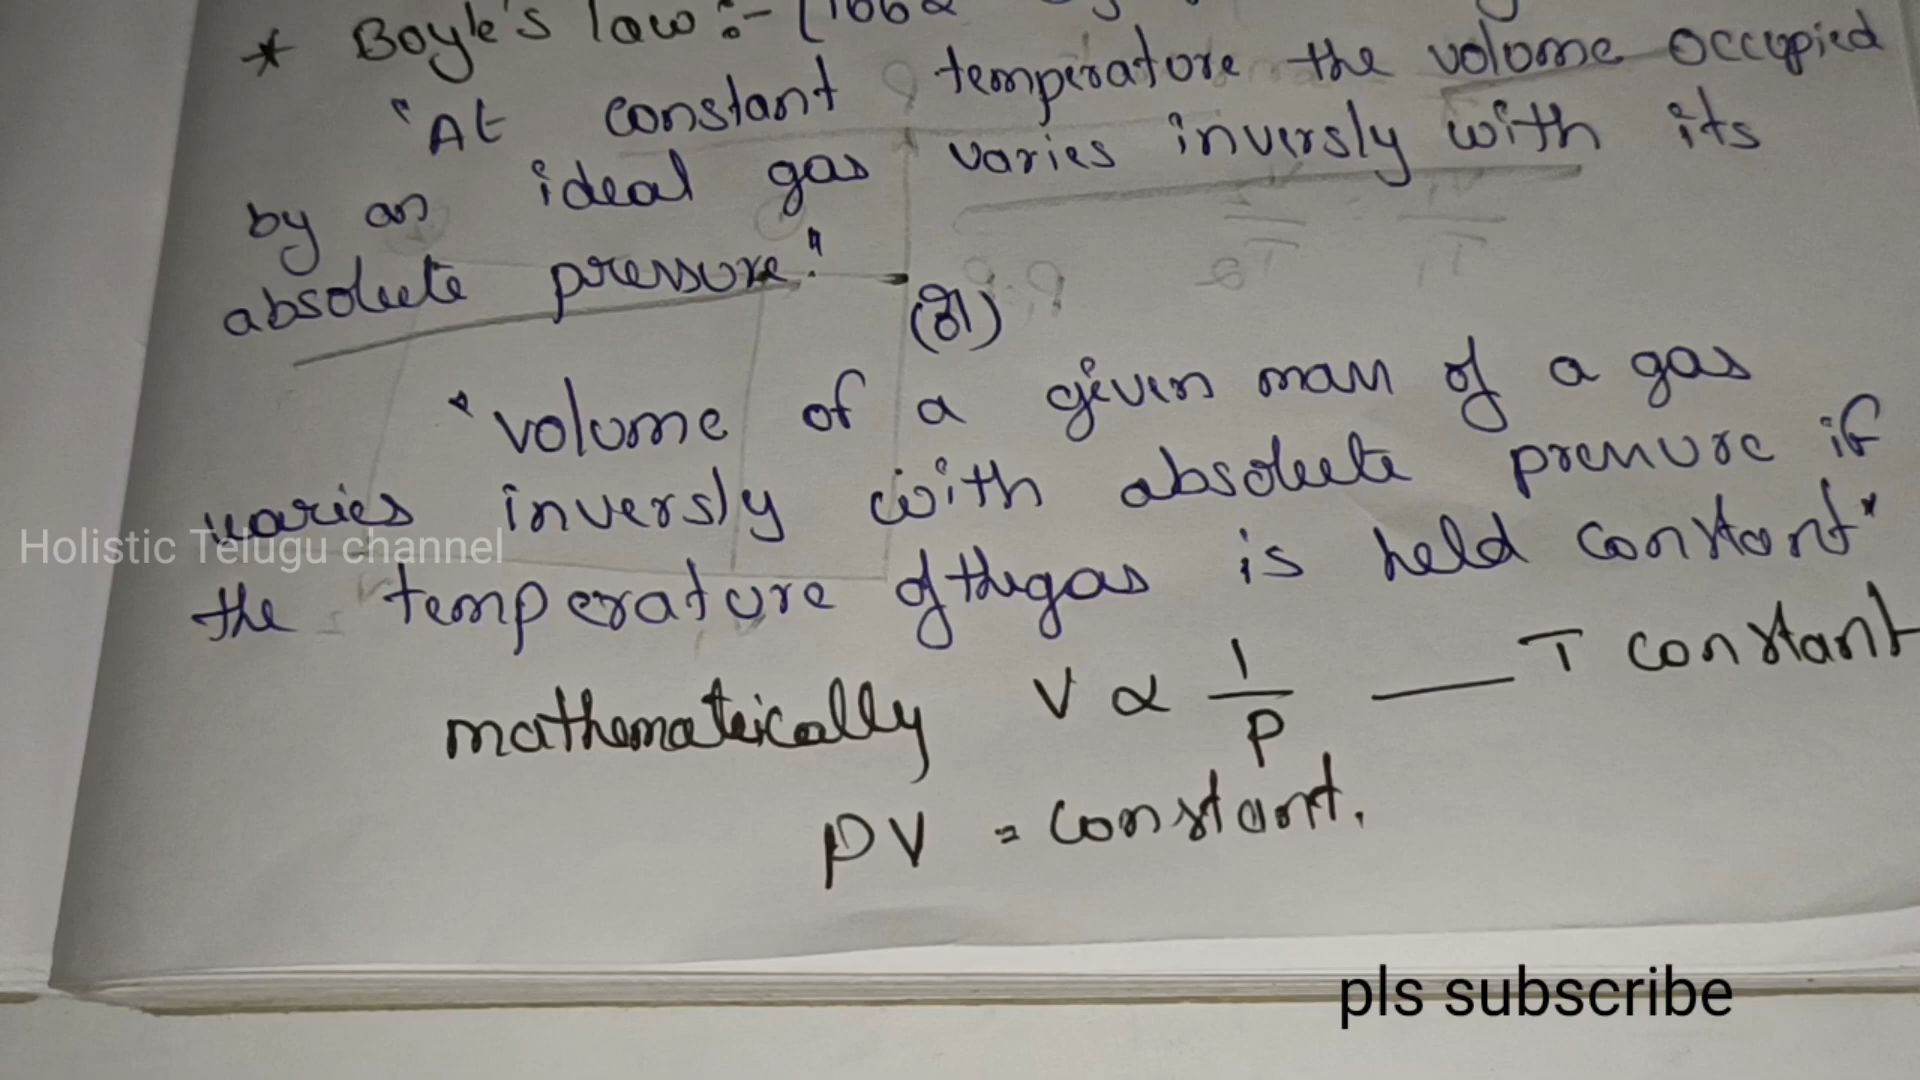 * Boyle's law :- (1662
"At constant temperature the volume occupied
by an ideal gas varies inversly with its
absolute pressure."
"volume of a given mass of a gas
varies inversly with absolute pressure if
the temperature of the gas is held constant"
mathematically V ∝ 1/P — T constant
PV = constant.
Holistic Telugu channel
pls subscribe